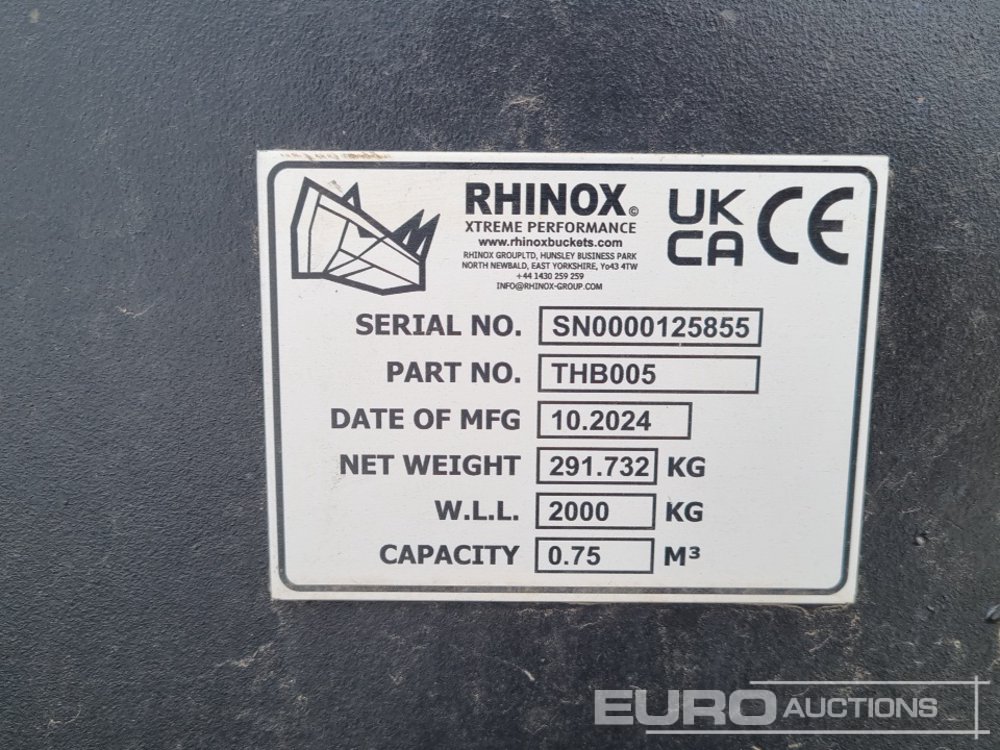 RHINOX©
XTREME PERFORMANCE
www.rhinoxbuckets.com
RHINOX GROUPLTD, HUNSLEY BUSINESS PARK
NORTH NEWBALD, EAST YORKSHIRE, Yo43 4TW
+44 1430 259 259
INFO@RHINOX-GROUP.COM
UK
CA
CE
SERIAL NO. SN0000125855
PART NO. THB005
DATE OF MFG 10.2024
NET WEIGHT 291.732 KG
W.L.L. 2000 KG
CAPACITY 0.75 M³
EURO AUCTIONS